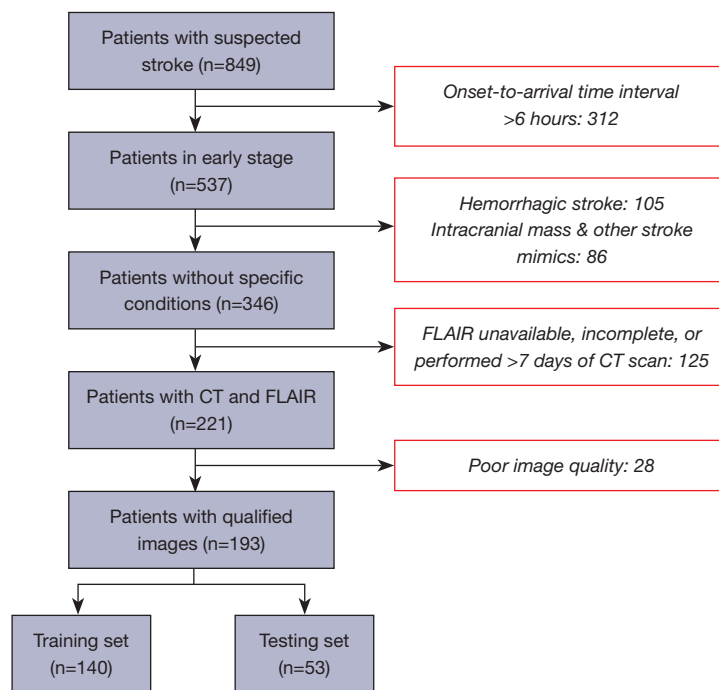 Patients with suspected
stroke (n=849)
Onset-to-arrival time interval
>6 hours: 312
Patients in early stage
(n=537)
Hemorrhagic stroke: 105
Intracranial mass & other stroke
mimics: 86
Patients without specific
conditions (n=346)
FLAIR unavailable, incomplete, or
performed >7 days of CT scan: 125
Patients with CT and FLAIR
(n=221)
Poor image quality: 28
Patients with qualified
images (n=193)
Training set
(n=140)
Testing set
(n=53)